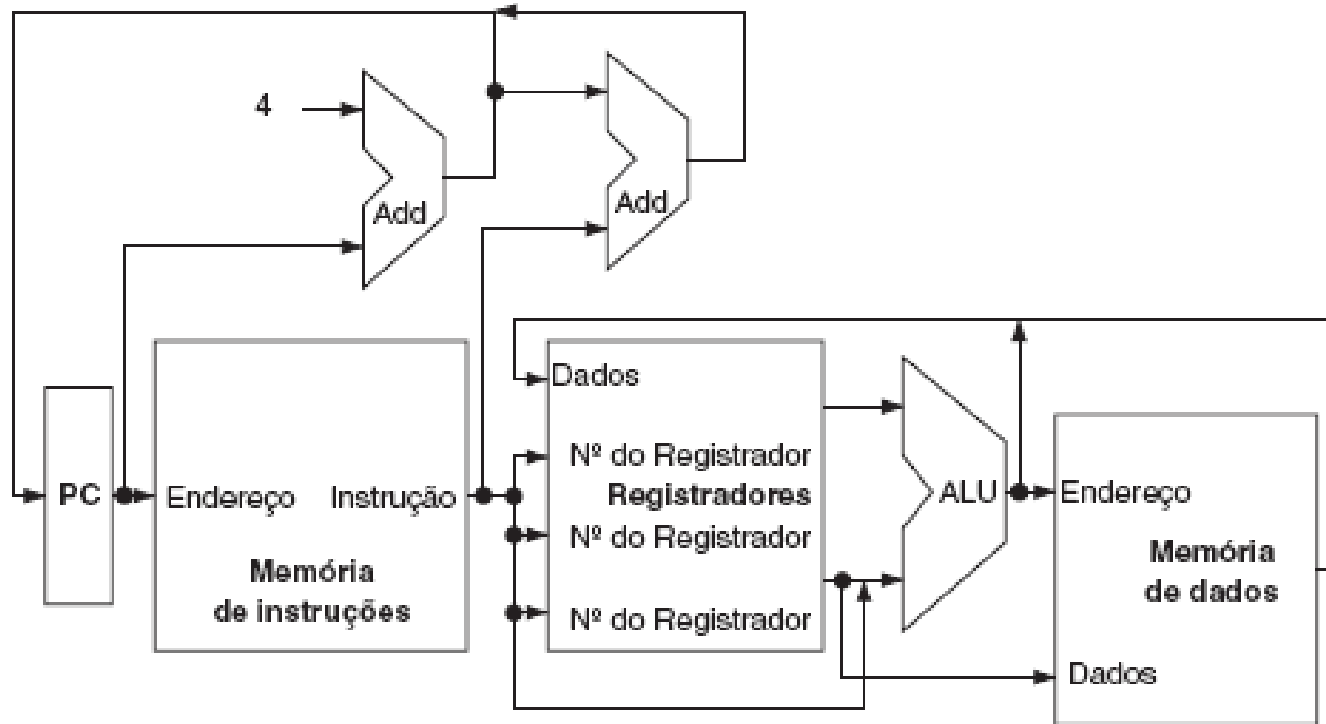 4
Add
Add
Dados
Nº do Registrador
PC
Endereço
Instrução
Registradores
ALU
Endereço
Nº do Registrador
Memória
de instruções
Memória
de dados
Nº do Registrador
Dados